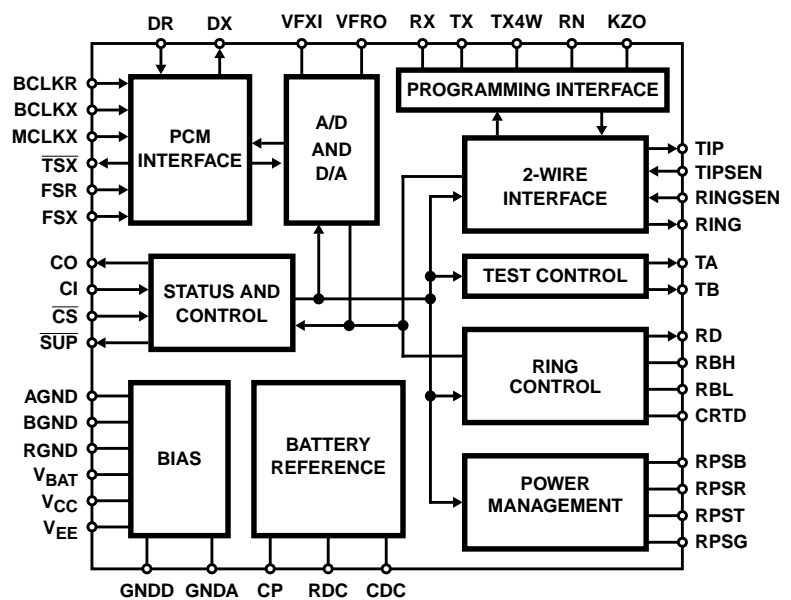 DR DX VFXI VFRO RX TX TX4W RN KZO
BCLKR
BCLKX
MCLKX
TSX
FSR
FSX
PCM
INTERFACE
A/D
AND
D/A
PROGRAMMING INTERFACE
2-WIRE
INTERFACE
TIP
TIPSEN
RINGSEN
RING
CO
CI
CS
SUP
STATUS AND
CONTROL
TEST CONTROL
TA
TB
RING
CONTROL
RD
RBH
RBL
CRTD
AGND
BGND
RGND
VBAT
VCC
VEE
BIAS
BATTERY
REFERENCE
POWER
MANAGEMENT
RPSB
RPSR
RPST
RPSG
GNDD GNDA CP RDC CDC